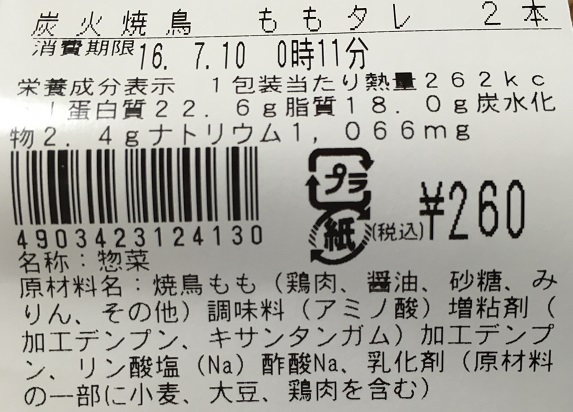 炭火焼鳥　ももタレ　２本
消費期限16. 7.10 0時11分
栄養成分表示　１包装当たり熱量２６２ｋｃ
ｌ蛋白質２２．６ｇ脂質１８．０ｇ炭水化
物２．４ｇナトリウム１，０６６ｍｇ
4903423124130
プラ
紙
(税込)
¥260
名称：惣菜
原材料名：焼鳥もも（鶏肉、醤油、砂糖、み
りん、その他）調味料（アミノ酸）増粘剤（
加工デンプン、キサンタンガム）加工デンプ
ン、リン酸塩（Na）酢酸Na、乳化剤（原材料
の一部に小麦、大豆、鶏肉を含む）